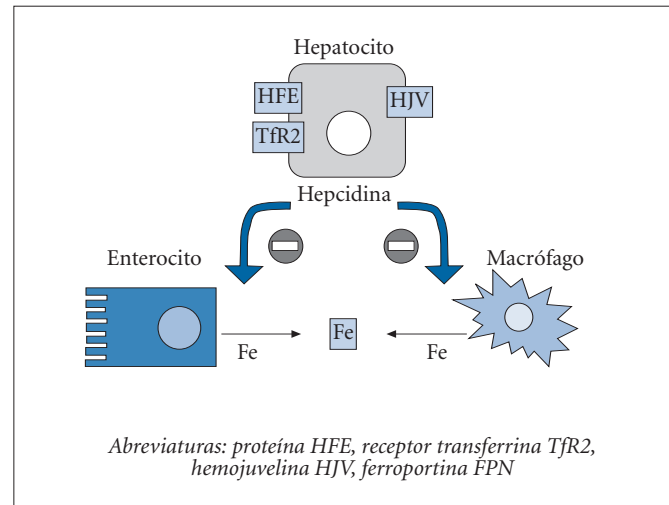 Hepatocito
HFE
HJV
TfR2
Hepcidina
Enterocito
Macrófago
Fe
Fe
Fe
Abreviaturas: proteína HFE, receptor transferrina TfR2,
hemojuvelina HJV, ferroportina FPN